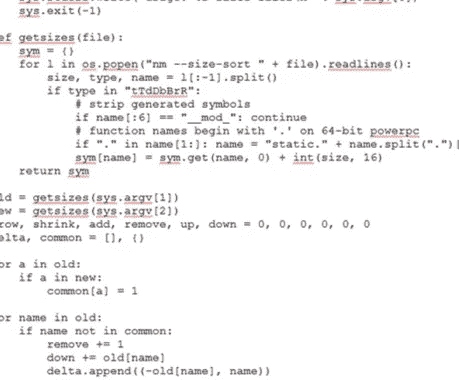 sys.exit(-1)
ef getsizes(file):
sym = {}
for l in os.popen("nm --size-sort " + file).readlines():
size, type, name = l[:-1].split()
if type in "tTdDbBrR":
# strip generated symbols
if name[:6] == "__mod_": continue
# function names begin with '.' on 64-bit powerpc
if "." in name[1:]: name = "static." + name.split(".")[
sym[name] = sym.get(name, 0) + int(size, 16)
return sym
ld = getsizes(sys.argv[1])
ew = getsizes(sys.argv[2])
row, shrink, add, remove, up, down = 0, 0, 0, 0, 0, 0
elta, common = [], {}
or a in old:
if a in new:
common[a] = 1
or name in old:
if name not in common:
remove += 1
down += old[name]
delta.append((-old[name], name))